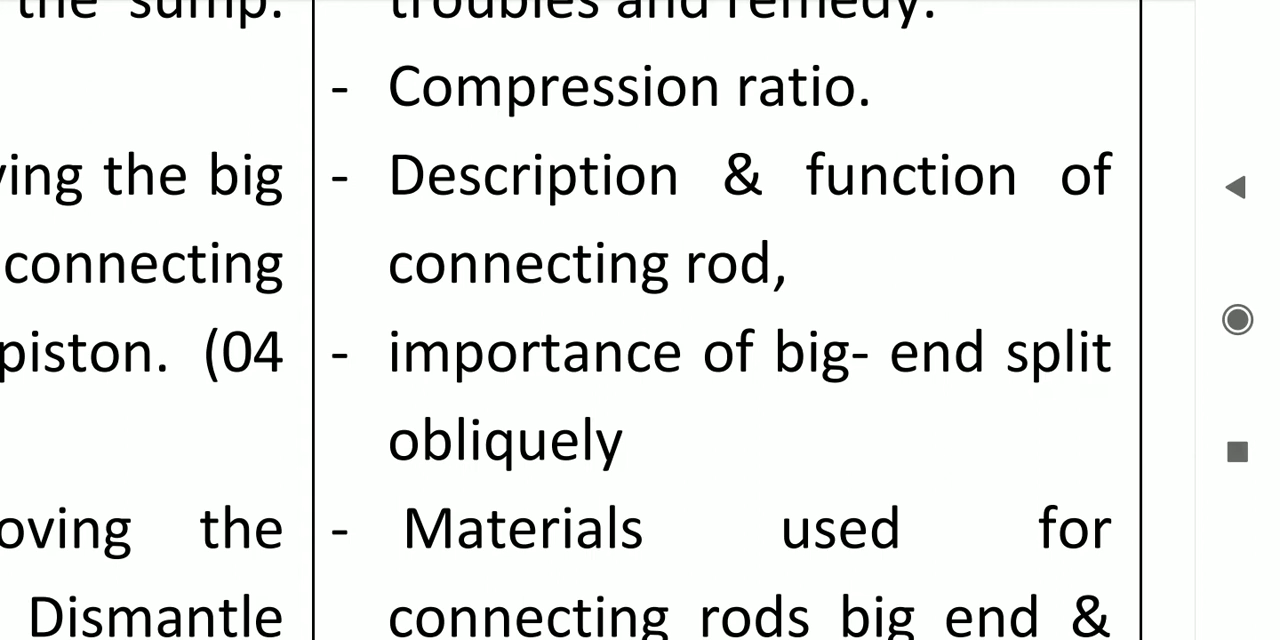 the sump.
troubles and remedy.
- Compression ratio.
ving the big
- Description & function of
connecting
connecting rod,
piston. (04
- importance of big- end split
obliquely
oving the
- Materials used for
Dismantle
connecting rods big end &